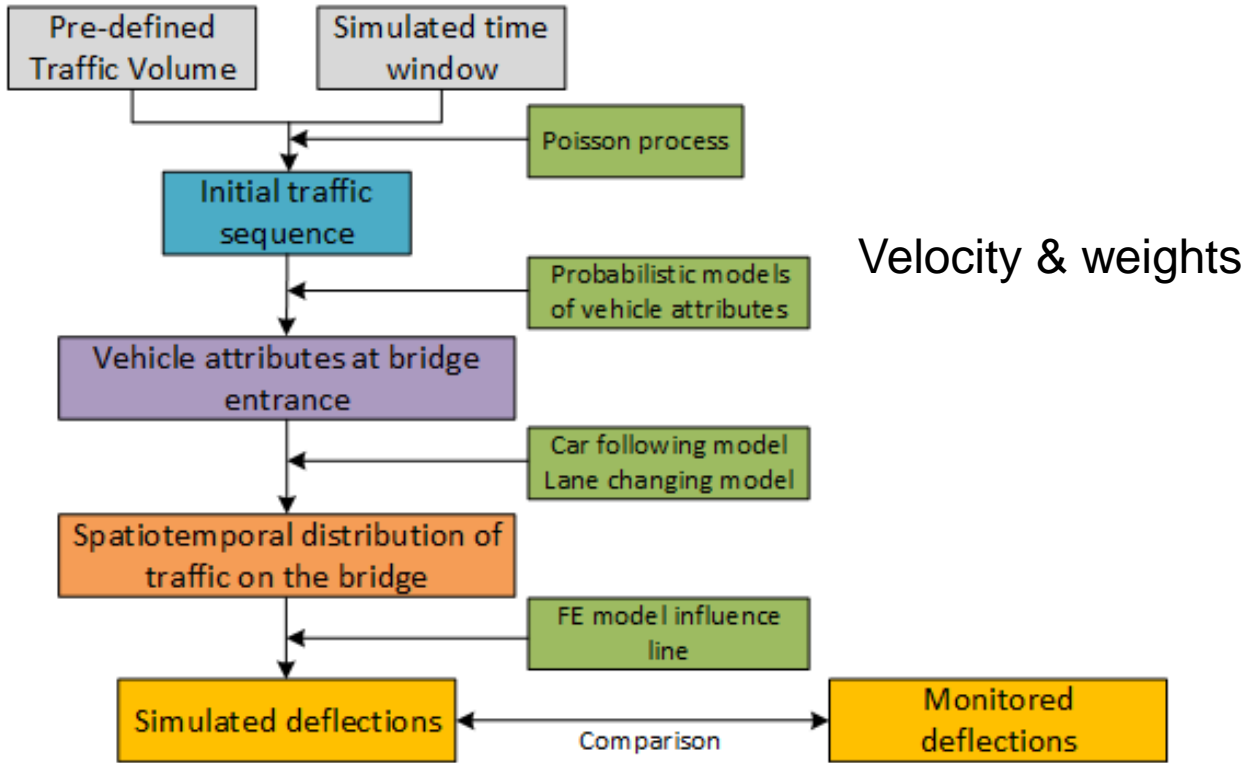 Pre-defined
Traffic Volume
Simulated time
window
Poisson process
Initial traffic
sequence
Velocity & weights
Probabilistic models
of vehicle attributes
Vehicle attributes at bridge
entrance
Car following model
Lane changing model
Spatiotemporal distribution of
traffic on the bridge
FE model influence
line
Simulated deflections
Comparison
Monitored
deflections